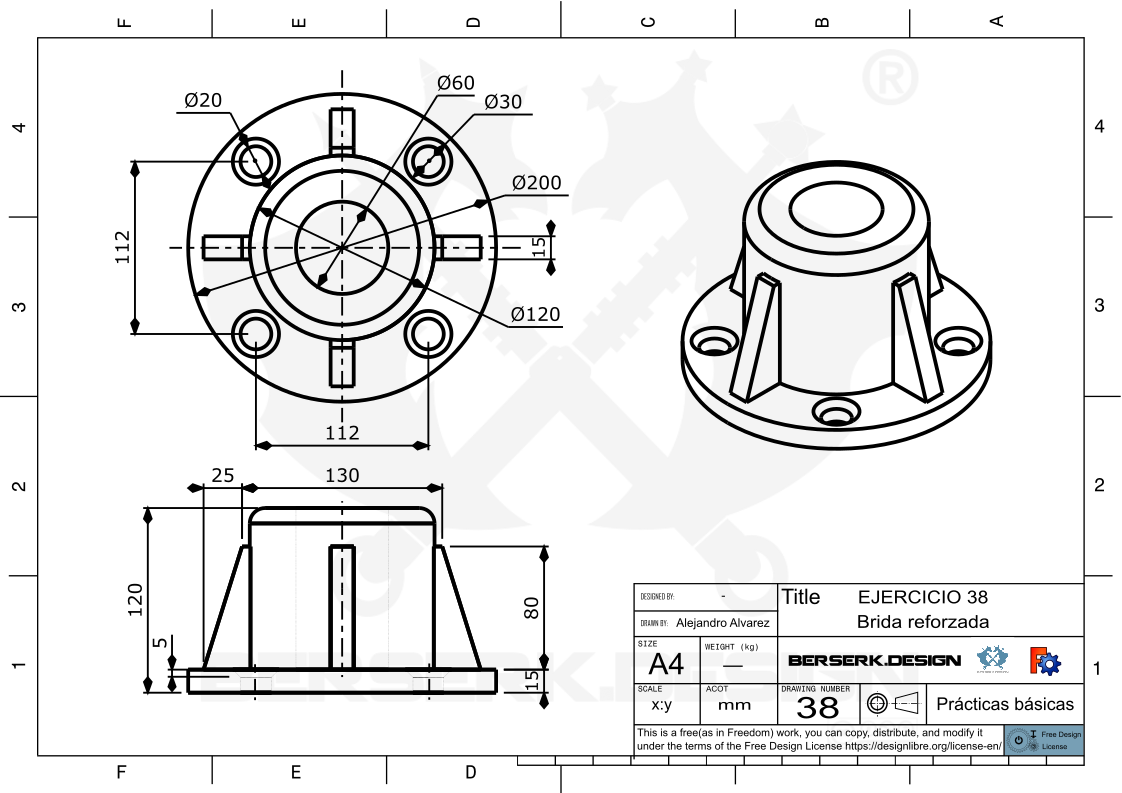 F E D C B A
4 4
3 3
2 2
1 1
F E D
®
Ø20
Ø60
Ø30
Ø200
112
15
Ø120
112
25 130
120
5
80
15
BERSERK.DESIGN
DESIGNED BY: -
DRAWN BY: Alejandro Alvarez
Title EJERCICIO 38
Brida reforzada
SIZE
A4
WEIGHT (kg)
—
BERSERK.DESIGN
SCALE
x:y
ACOT
mm
DRAWING NUMBER
38
Prácticas básicas
This is a free(as in Freedom) work, you can copy, distribute, and modify it
under the terms of the Free Design License https://designlibre.org/license-en/
Free Design
License